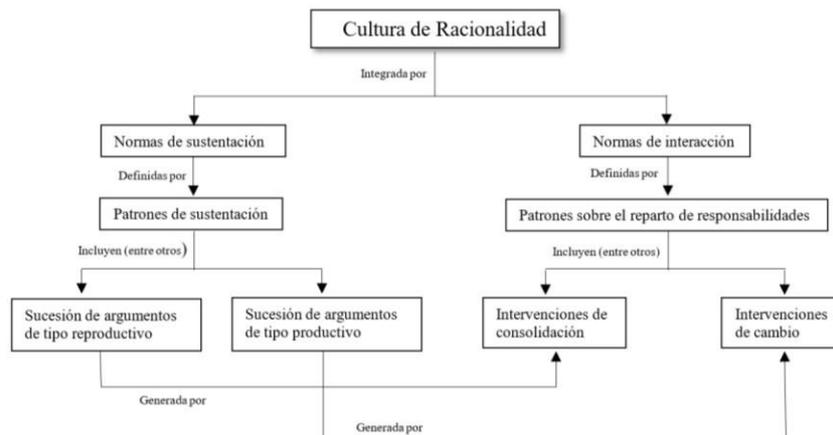 Cultura de Racionalidad
Integrada por
Normas de sustentación
Normas de interacción
Definidas por
Definidas por
Patrones de sustentación
Patrones sobre el reparto de responsabilidades
Incluyen (entre otros)
Incluyen (entre otros)
Sucesión de argumentos
de tipo reproductivo
Sucesión de argumentos
de tipo productivo
Intervenciones de
consolidación
Intervenciones
de cambio
Generada por
Generada por